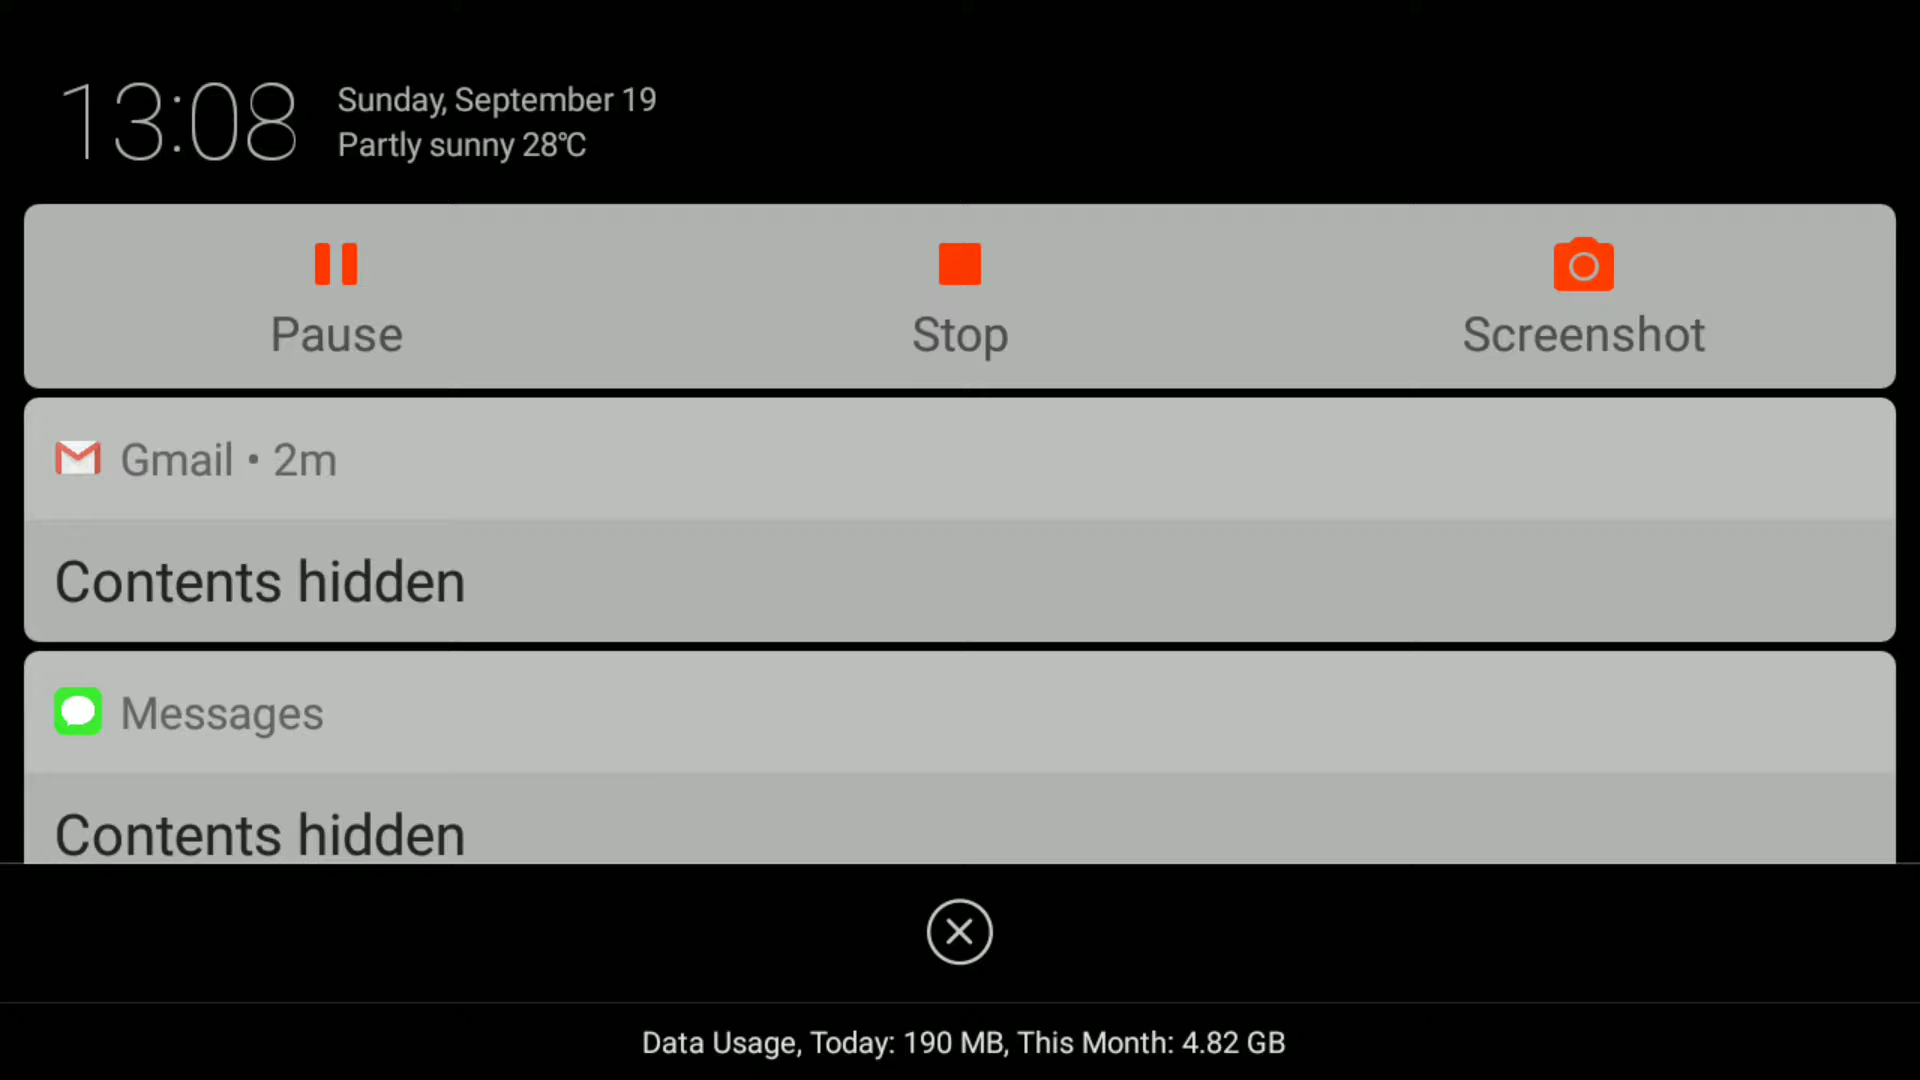 13:08
Sunday, September 19
Partly sunny 28℃
Pause
Stop
Screenshot
Gmail • 2m
Contents hidden
Messages
Contents hidden
Data Usage, Today: 190 MB, This Month: 4.82 GB